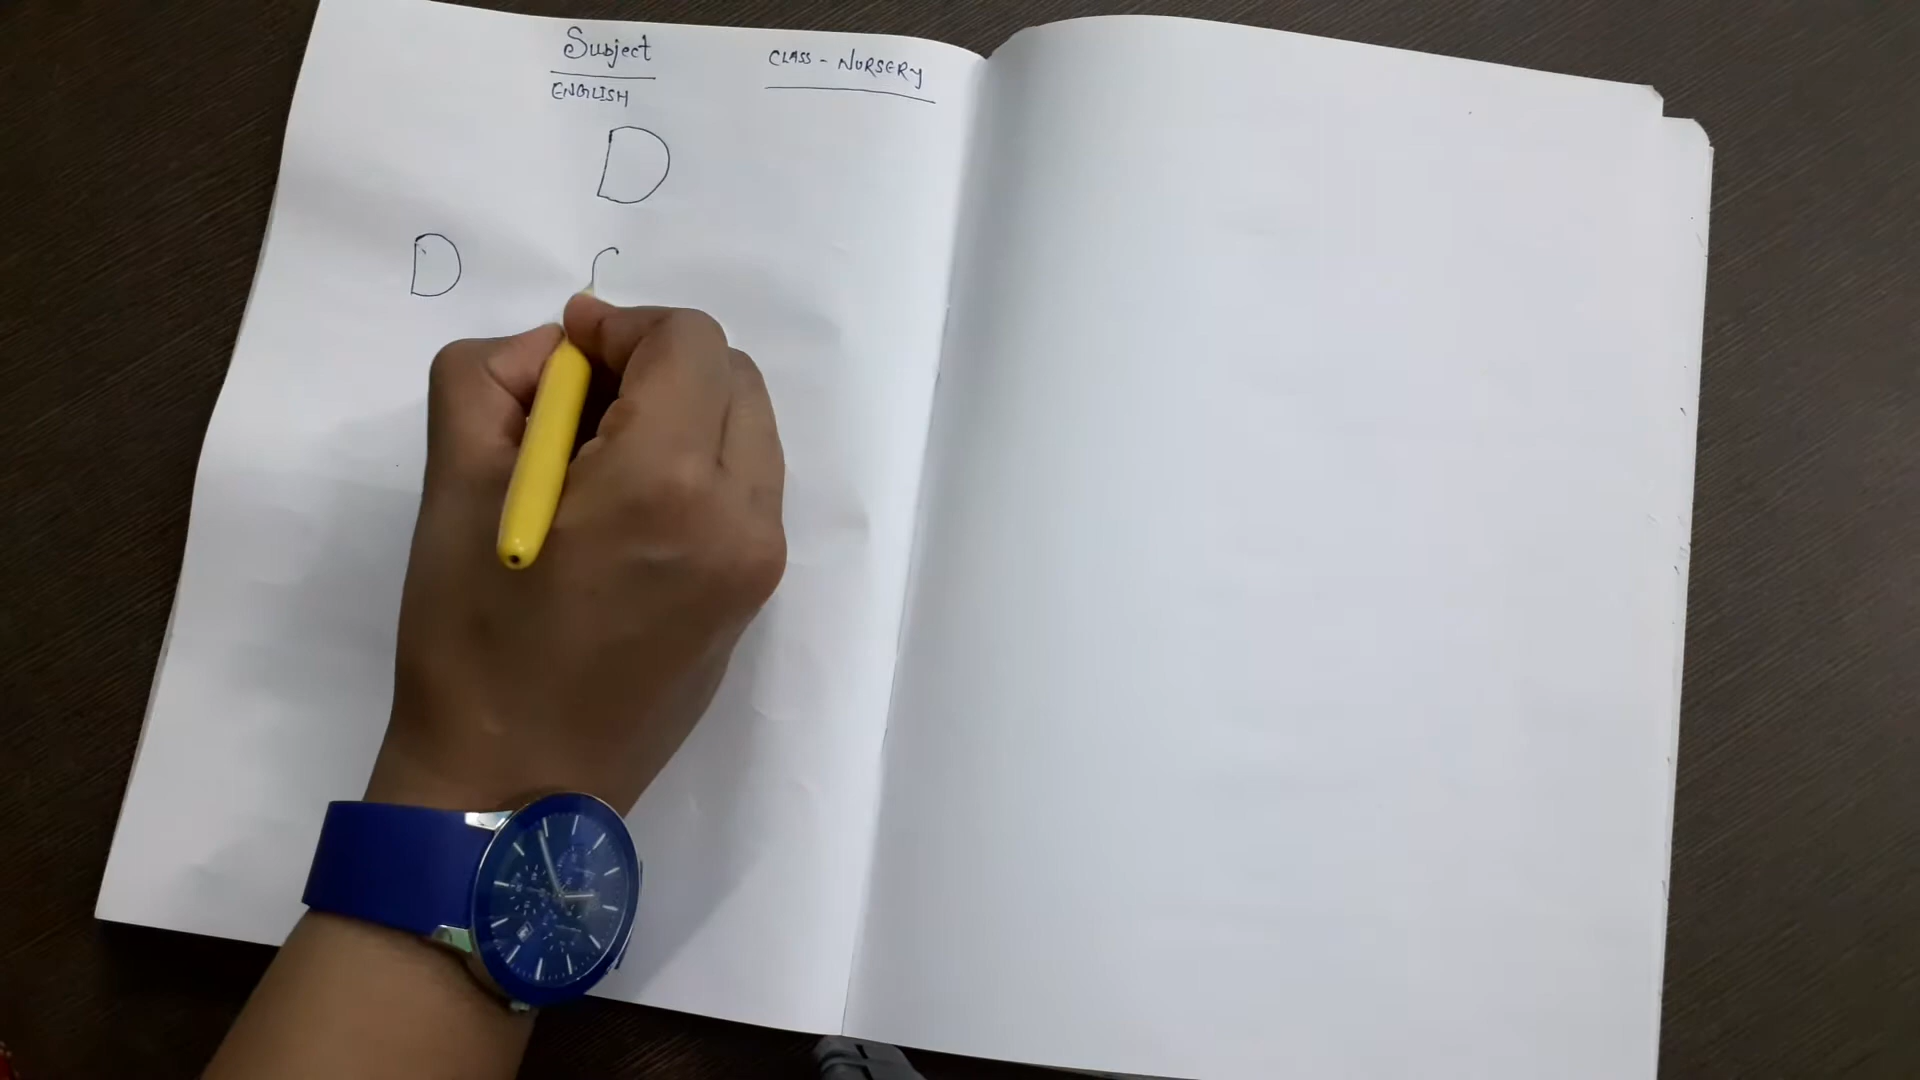 Subject
CLASS - NURSERY
ENGLISH
D
D